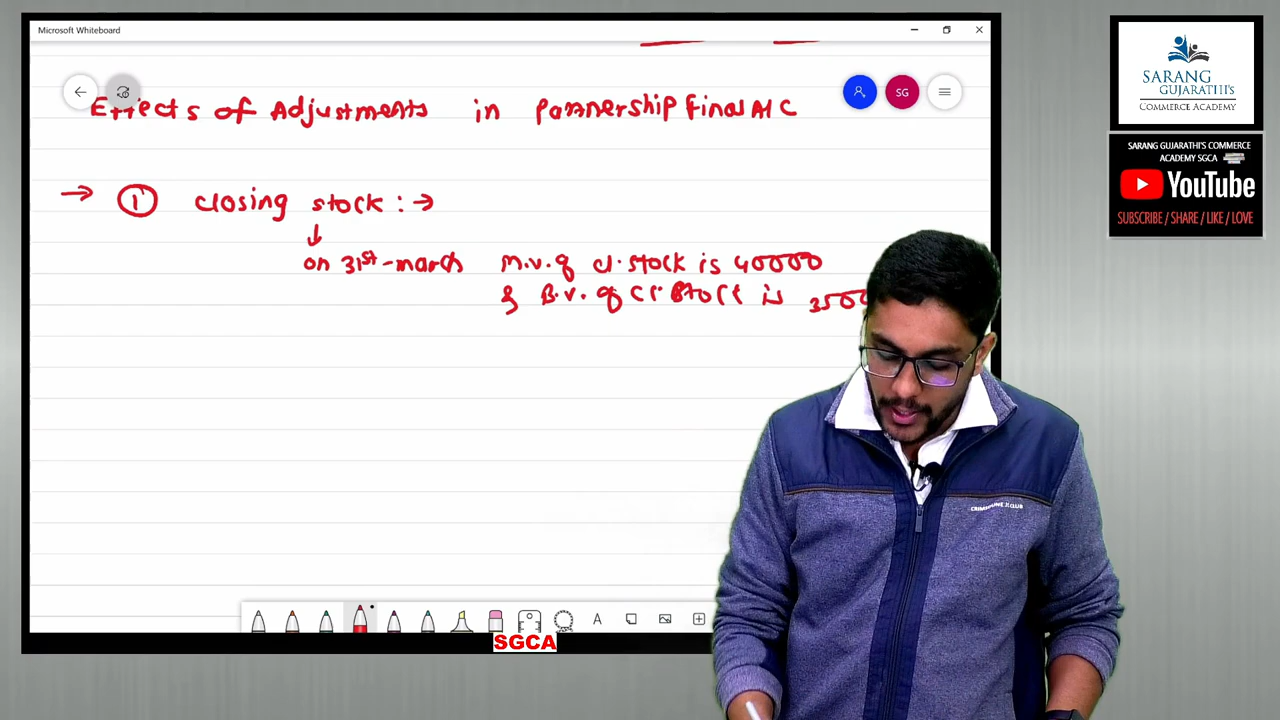 Microsoft Whiteboard
Effects of Adjustments in Partnership Final A/C
SG
→ 1 closing stock : →
on 31st - march M.V. of cl. stock is 40000
& B.V. of cl. stock is 3500
SGCA
SARANG
GUJARATHI'S
COMMERCE ACADEMY
SARANG GUJARATHI'S COMMERCE
ACADEMY SGCA
YouTube
SUBSCRIBE / SHARE / LIKE / LOVE